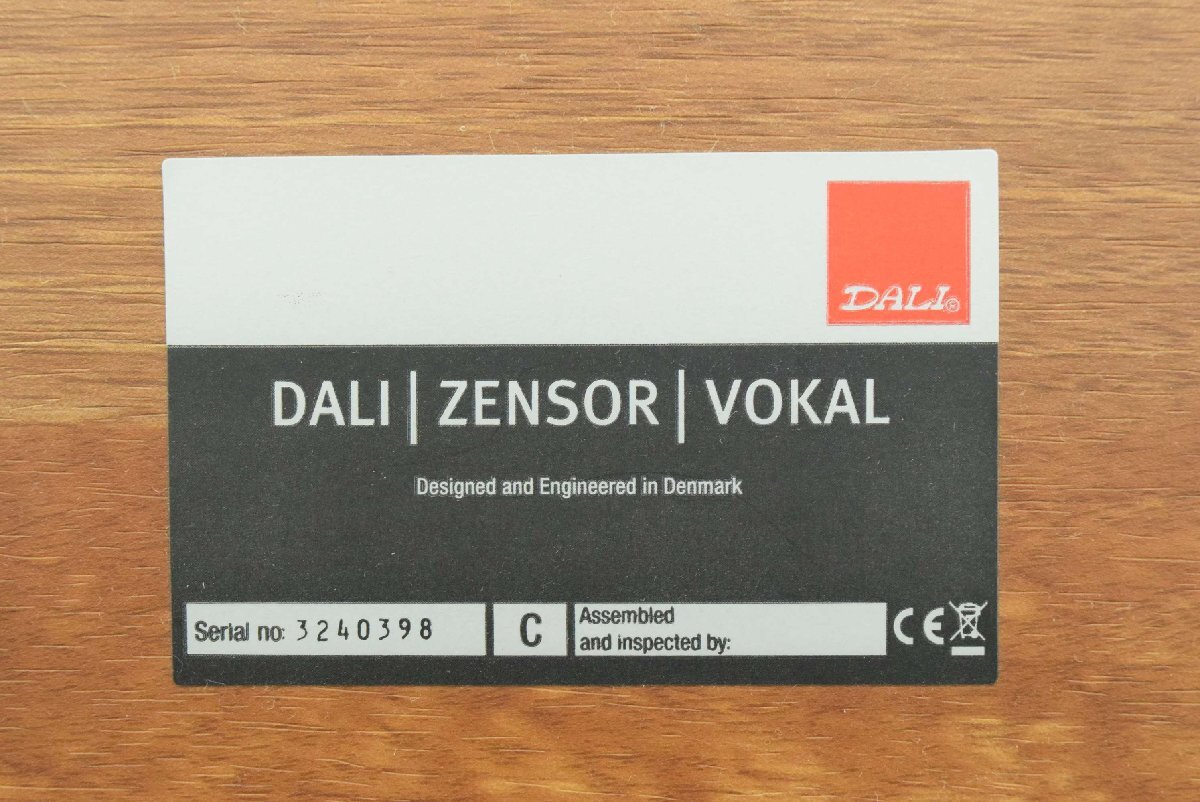 DALI®
DALI | ZENSOR | VOKAL
Designed and Engineered in Denmark
Serial no: 3240398
C
Assembled
and inspected by:
CE